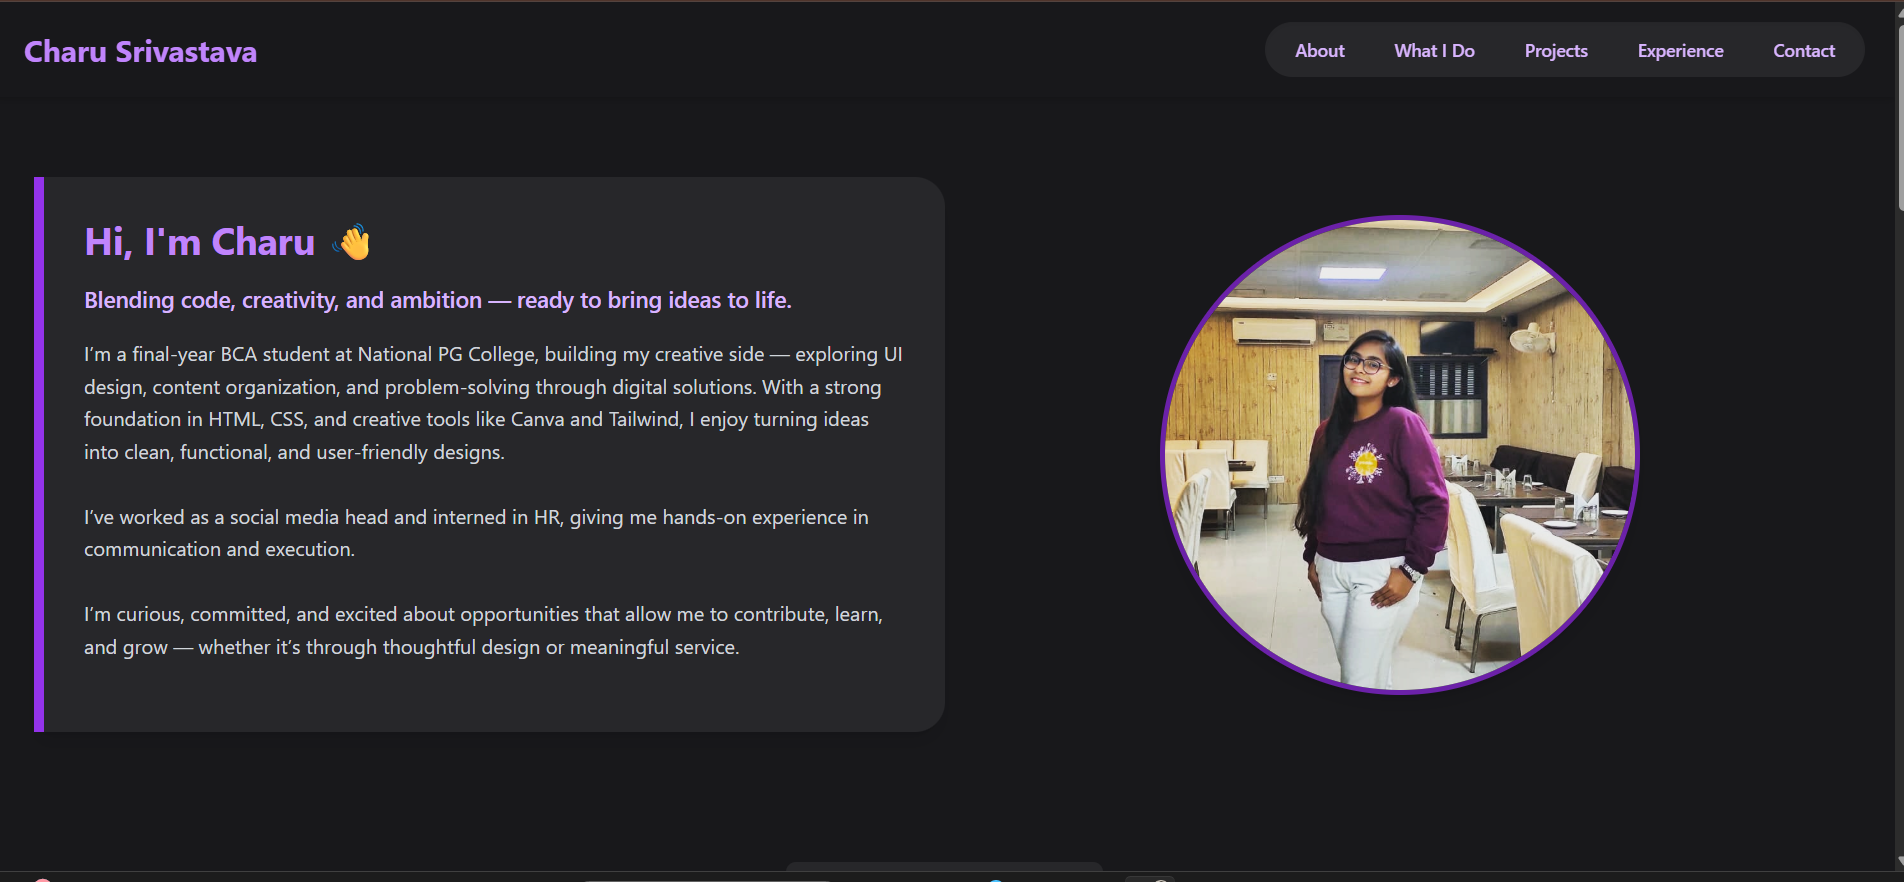 Charu Srivastava
About What I Do Projects Experience Contact
Hi, I'm Charu 👋
Blending code, creativity, and ambition — ready to bring ideas to life.
I’m a final-year BCA student at National PG College, building my creative side — exploring UI
design, content organization, and problem-solving through digital solutions. With a strong
foundation in HTML, CSS, and creative tools like Canva and Tailwind, I enjoy turning ideas
into clean, functional, and user-friendly designs.
I’ve worked as a social media head and interned in HR, giving me hands-on experience in
communication and execution.
I’m curious, committed, and excited about opportunities that allow me to contribute, learn,
and grow — whether it’s through thoughtful design or meaningful service.